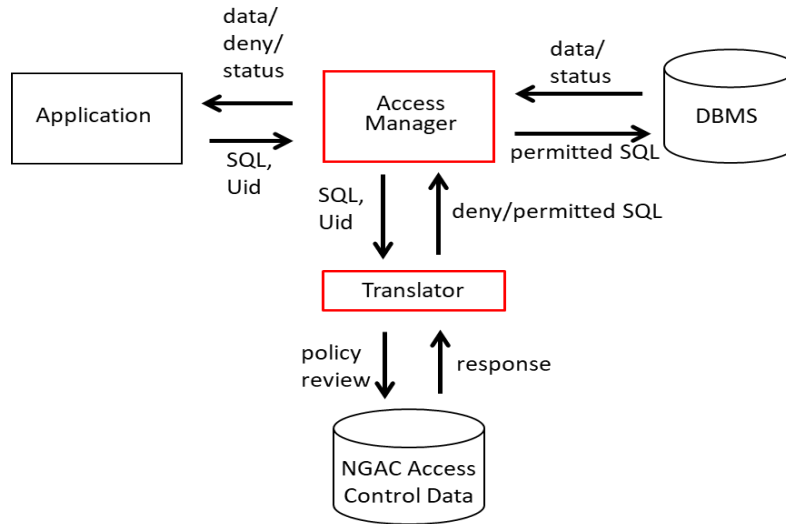 data/
deny/
status
data/
status
Application
Access
Manager
DBMS
SQL,
Uid
permitted SQL
SQL,
Uid
deny/permitted SQL
Translator
policy
review
response
NGAC Access
Control Data